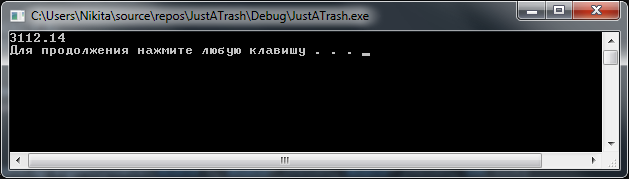 C:\Users\Nikita\source\repos\JustATrash\Debug\JustATrash.exe
3112.14
Для продолжения нажмите любую клавишу . . . _